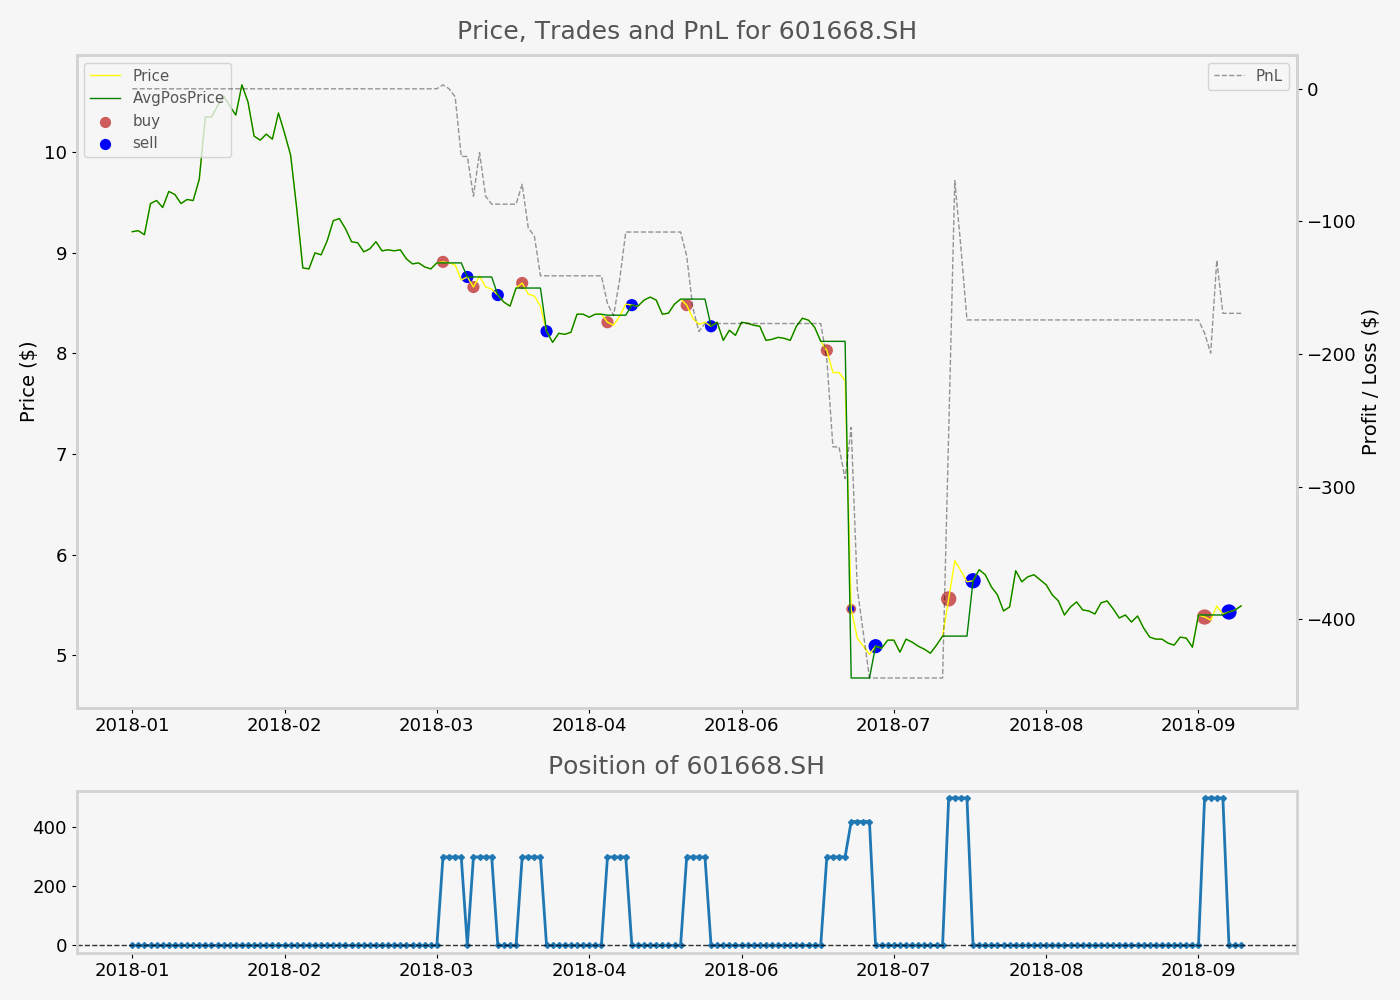 Price, Trades and PnL for 601668.SH
Price
AvgPosPrice
buy
sell
PnL
Price ($)
10
9
8
7
6
5
0
−100
−200
−300
−400
Profit / Loss ($)
2018-01 2018-02 2018-03 2018-04 2018-06 2018-07 2018-08 2018-09
Position of 601668.SH
400
200
0
2018-01 2018-02 2018-03 2018-04 2018-06 2018-07 2018-08 2018-09